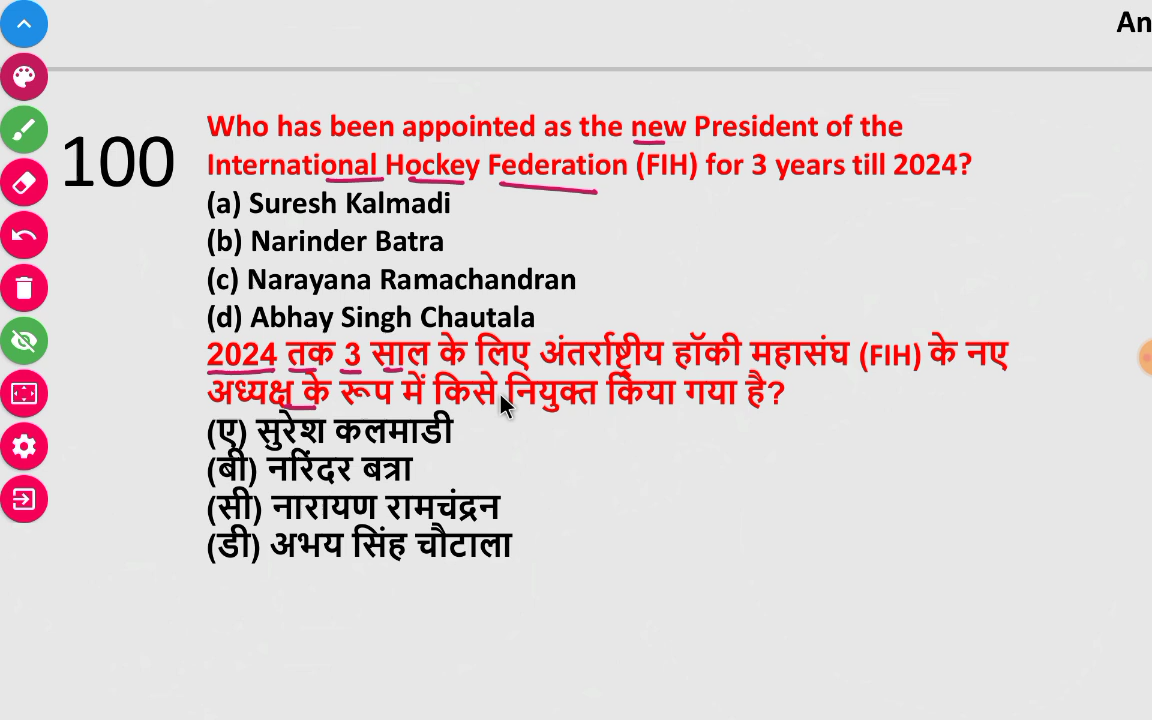 An
100
Who has been appointed as the new President of the
International Hockey Federation (FIH) for 3 years till 2024?
(a) Suresh Kalmadi
(b) Narinder Batra
(c) Narayana Ramachandran
(d) Abhay Singh Chautala
2024 तक 3 साल के लिए अंतर्राष्ट्रीय हॉकी महासंघ (FIH) के नए
अध्यक्ष के रूप में किसे नियुक्त किया गया है?
(ए) सुरेश कलमाडी
(बी) नरिंदर बत्रा
(सी) नारायण रामचंद्रन
(डी) अभय सिंह चौटाला